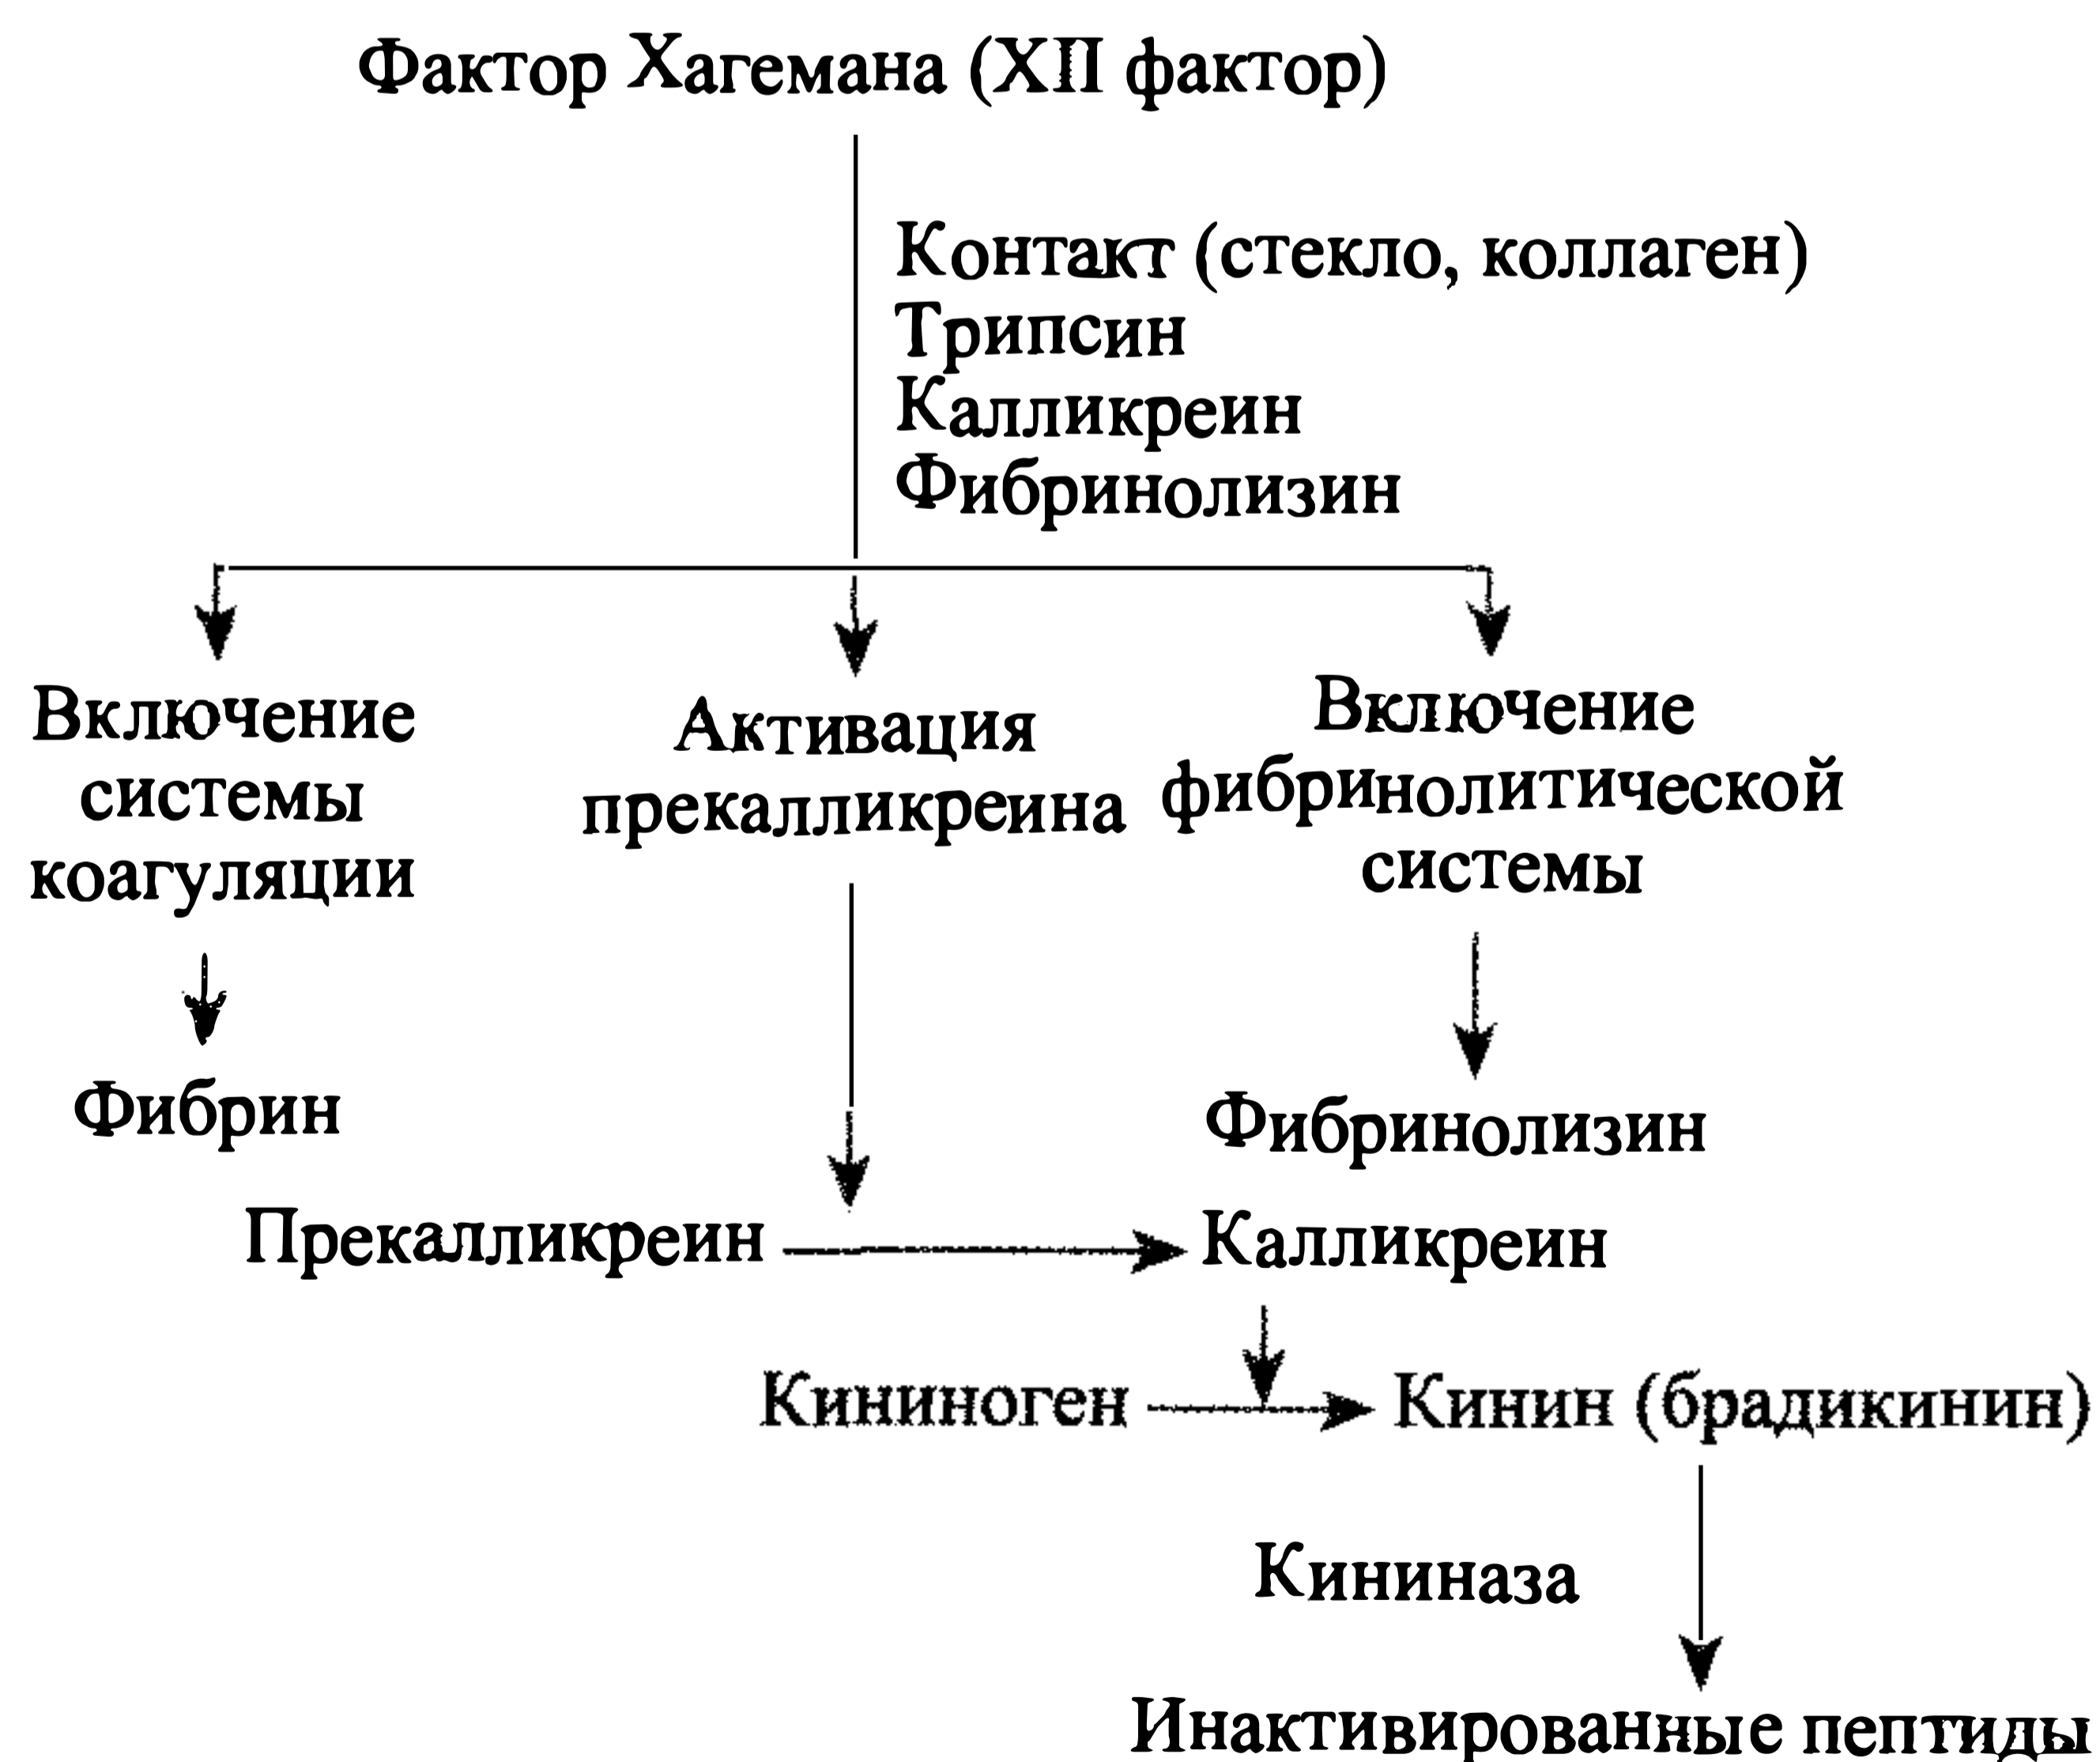 Фактор Хагемана (XII фактор)
Контакт (стекло, коллаген)
Трипсин
Калликреин
Фибринолизин
Включение
системы
коагуляции
Активация
прекалликреина
Включение
фибринолитической
системы
Фибрин
Фибринолизин
Прекалликреин
Калликреин
Кининоген
Кинин (брадикинин)
Кининаза
Инактивированные пептиды